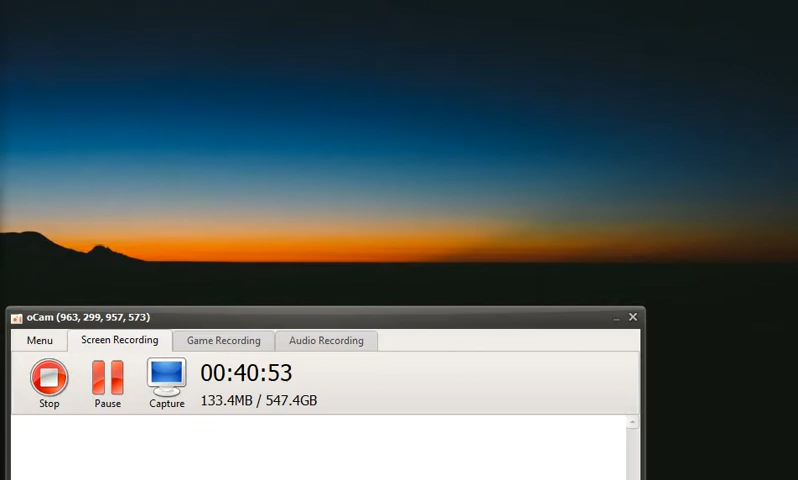 oCam (963, 299, 957, 573)
Menu Screen Recording Game Recording Audio Recording
00:40:53
133.4MB / 547.4GB
Stop Pause Capture